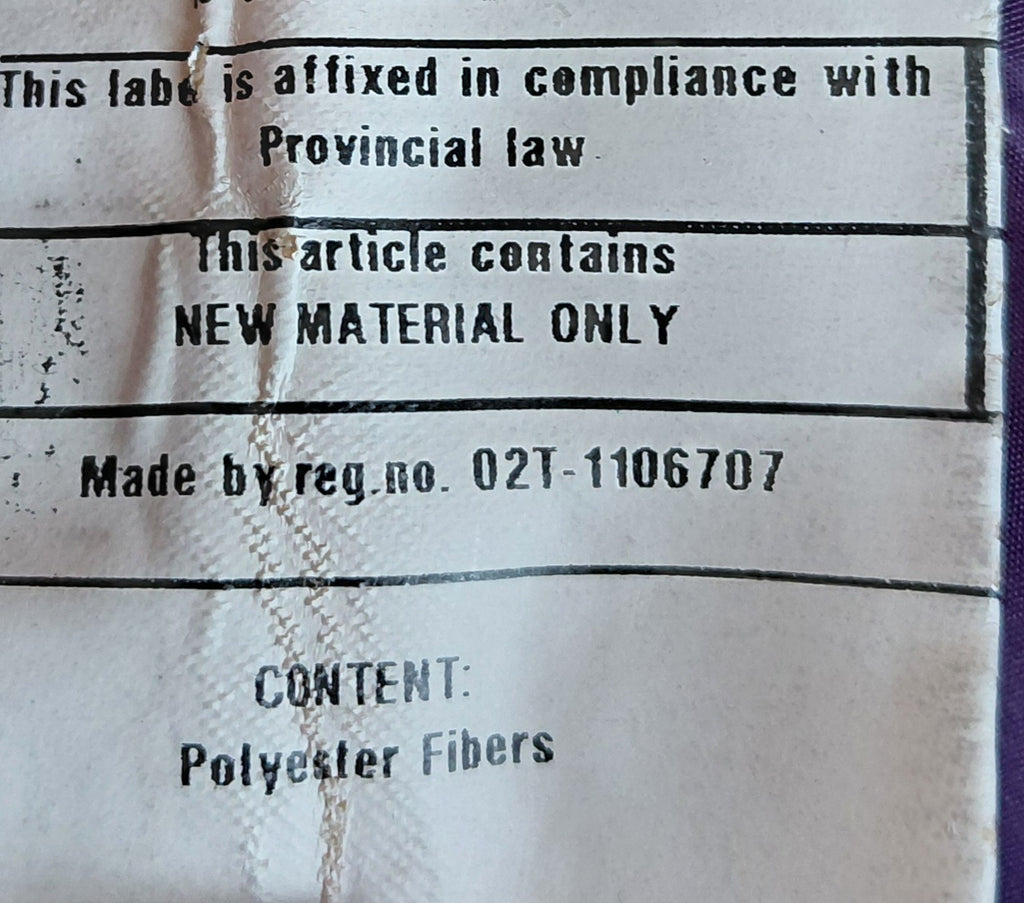 This label is affixed in compliance with
Provincial law
This article contains
NEW MATERIAL ONLY
Made by reg.no. 02T-1106707
CONTENT:
Polyester Fibers